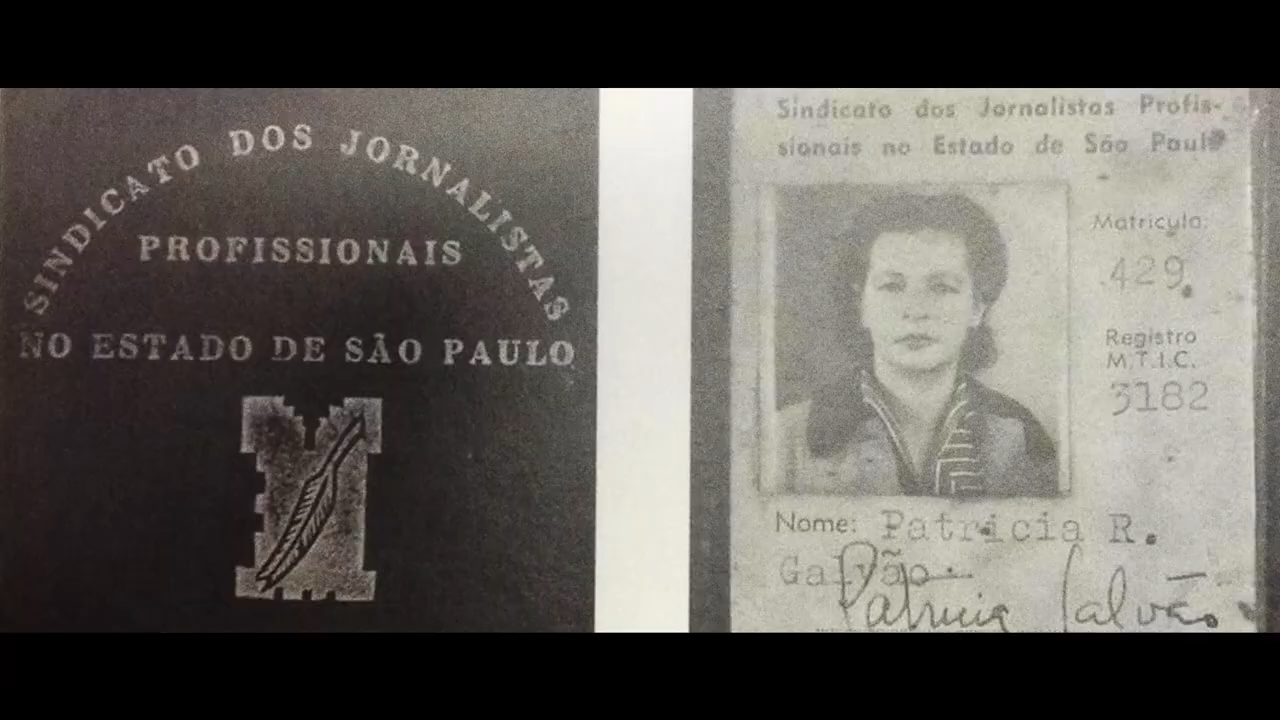 SINDICATO DOS JORNALISTAS
PROFISSIONAIS
NO ESTADO DE SÃO PAULO
Sindicato dos Jornalistas Profis-
sionais no Estado de São Paulo
Matricula:
429
Registro
M.T.I.C.
3182
Nome: Patricia R.
Galvão
Patricia Galvão